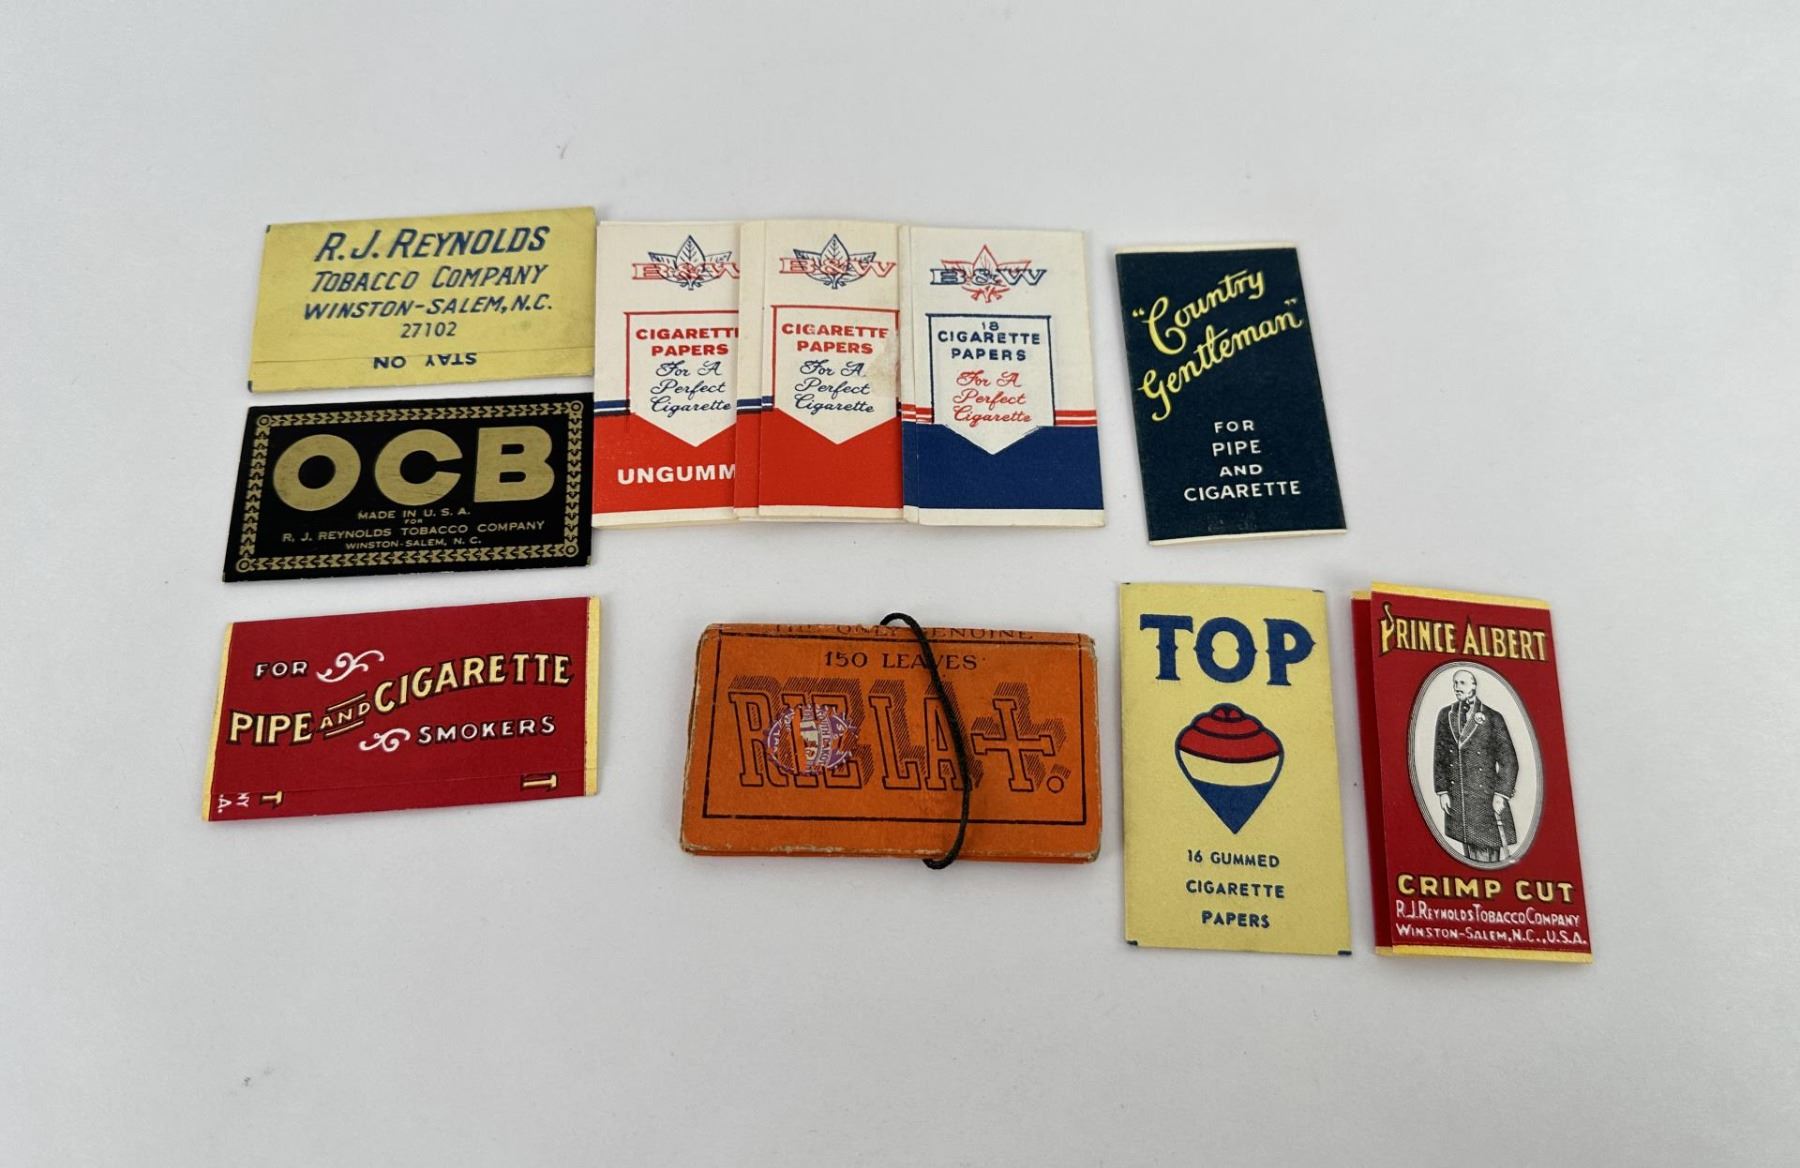 R.J. REYNOLDS
TOBACCO COMPANY
WINSTON-SALEM, N.C.
27102
STAY ON
OCB
MADE IN U.S.A.
FOR
R. J. REYNOLDS TOBACCO COMPANY
WINSTON-SALEM, N. C.
FOR
PIPE AND CIGARETTE
SMOKERS
B&W
CIGARETTE
PAPERS
For A
Perfect
Cigarette
UNGUMM
B&W
CIGARETTE
PAPERS
For A
Perfect
Cigarette
B&W
18
CIGARETTE
PAPERS
For A
Perfect
Cigarette
"Country
Gentleman"
FOR
PIPE
AND
CIGARETTE
THE ONLY GENUINE
150 LEAVES
RIZ LA +.
TOP
16 GUMMED
CIGARETTE
PAPERS
PRINCE ALBERT
CRIMP CUT
R.J. REYNOLDS TOBACCO COMPANY
WINSTON-SALEM, N.C., U.S.A.